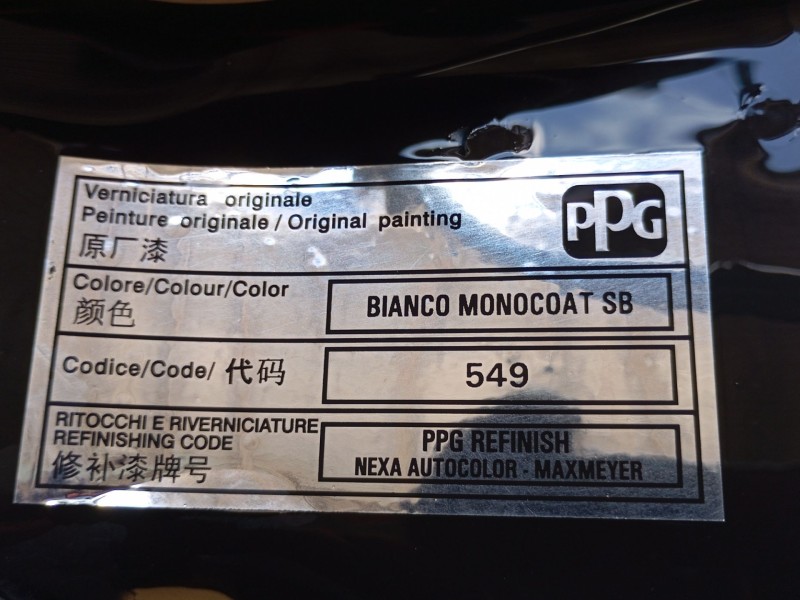 Verniciatura originale
Peinture originale / Original painting
原厂漆
PPG
Colore/Colour/Color
颜色
BIANCO MONOCOAT SB
Codice/Code/ 代码
549
RITOCCHI E RIVERNICIATURE
REFINISHING CODE
修补漆牌号
PPG REFINISH
NEXA AUTOCOLOR - MAXMEYER